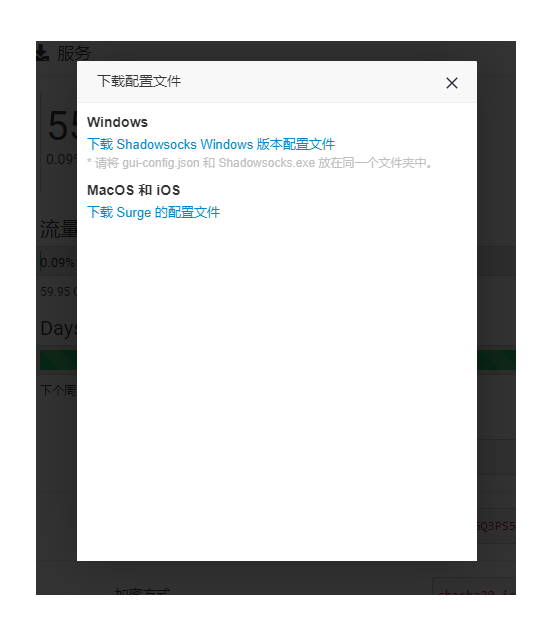 服务
下载配置文件
55
0.09%
Windows
下载 Shadowsocks Windows 版本配置文件
* 请将 gui-config.json 和 Shadowsocks.exe 放在同一个文件夹中。
MacOS 和 iOS
下载 Surge 的配置文件
流量
0.09%
59.95
Days
下个周
GQ3PS5
加密方式